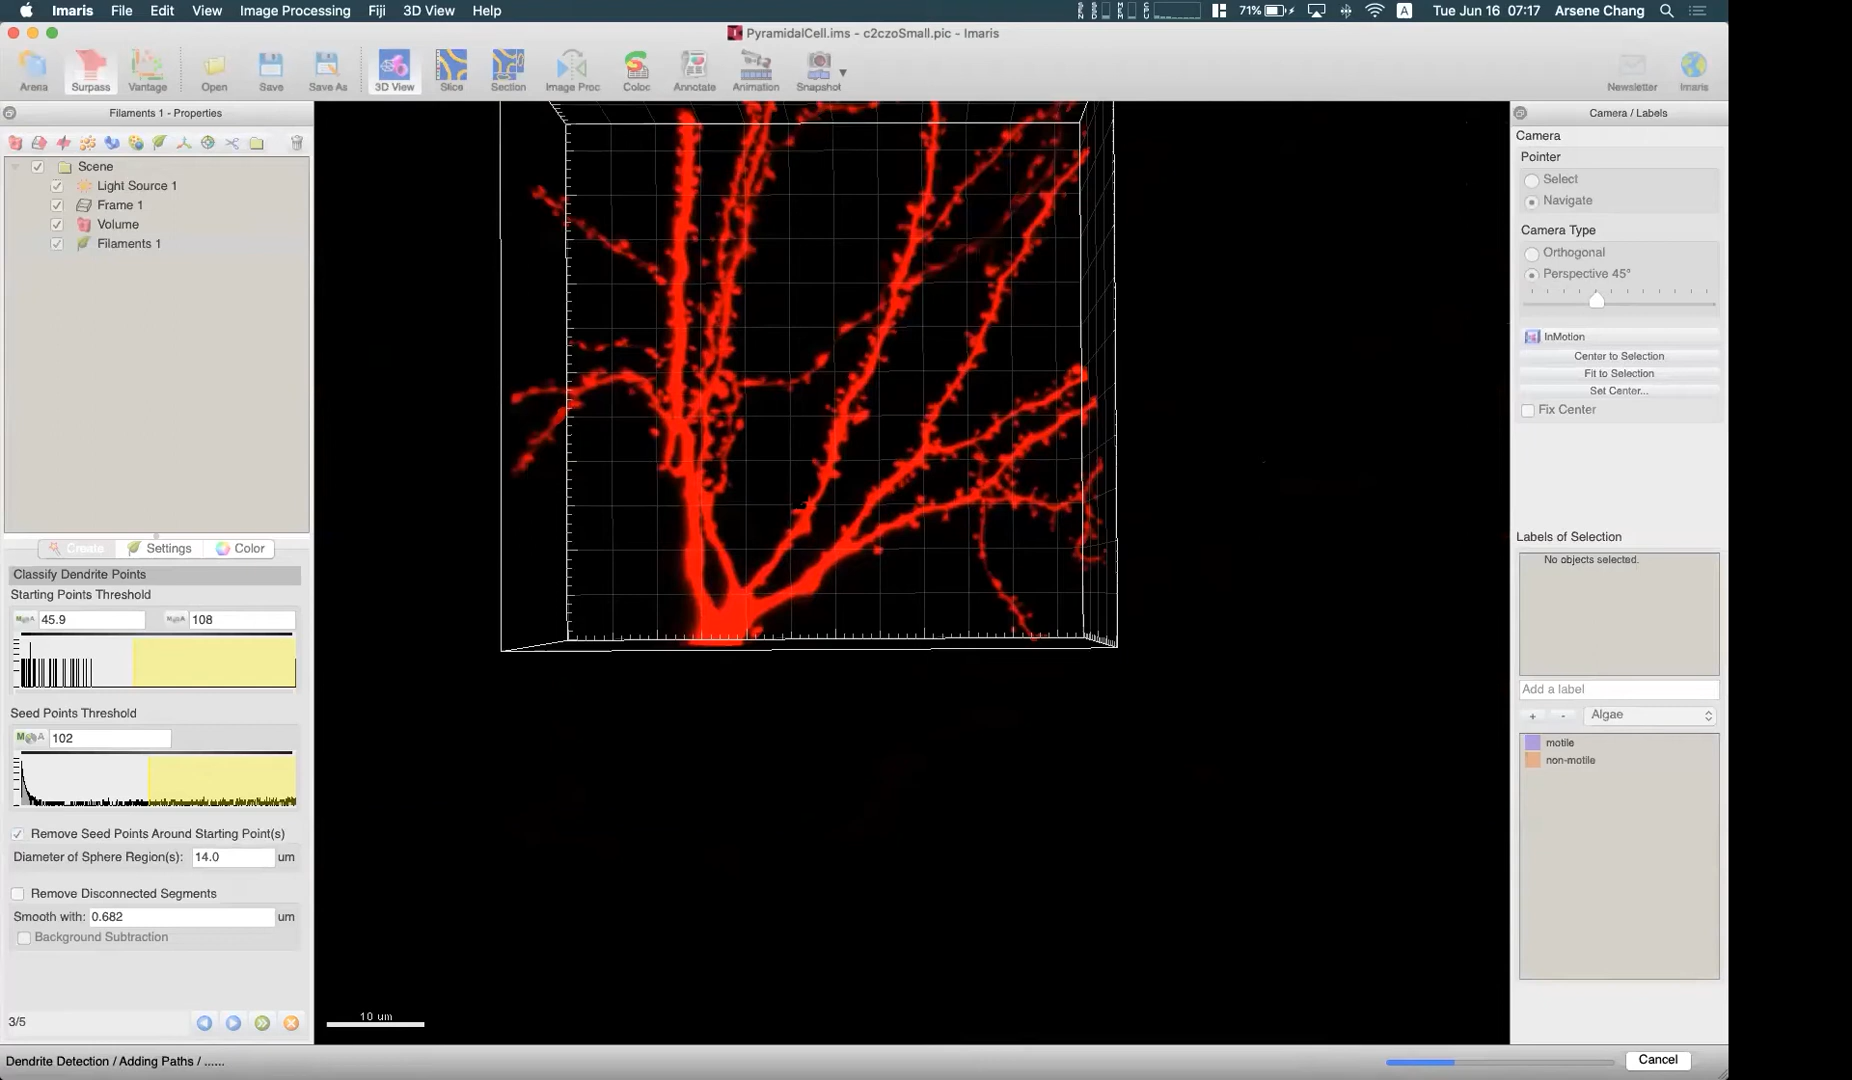 Imaris File Edit View Image Processing Fiji 3D View Help
71% A Tue Jun 16 07:17 Arsene Chang
PyramidalCell.ims - c2czoSmall.pic - Imaris
Arena Surpass Vantage Open Save Save As 3D View Slice Section Image Proc Coloc Annotate Animation Snapshot Newsletter Imaris
Filaments 1 - Properties
Scene
Light Source 1
Frame 1
Volume
Filaments 1
Create Settings Color
Classify Dendrite Points
Starting Points Threshold
45.9 108
Seed Points Threshold
102
Remove Seed Points Around Starting Point(s)
Diameter of Sphere Region(s): 14.0 um
Remove Disconnected Segments
Smooth with: 0.682 um
Background Subtraction
3/5
10 um
Camera / Labels
Camera
Pointer
Select
Navigate
Camera Type
Orthogonal
Perspective 45°
InMotion
Center to Selection
Fit to Selection
Set Center...
Fix Center
Labels of Selection
No objects selected.
Add a label
+ - Algae
motile
non-motile
Dendrite Detection / Adding Paths / ...... Cancel